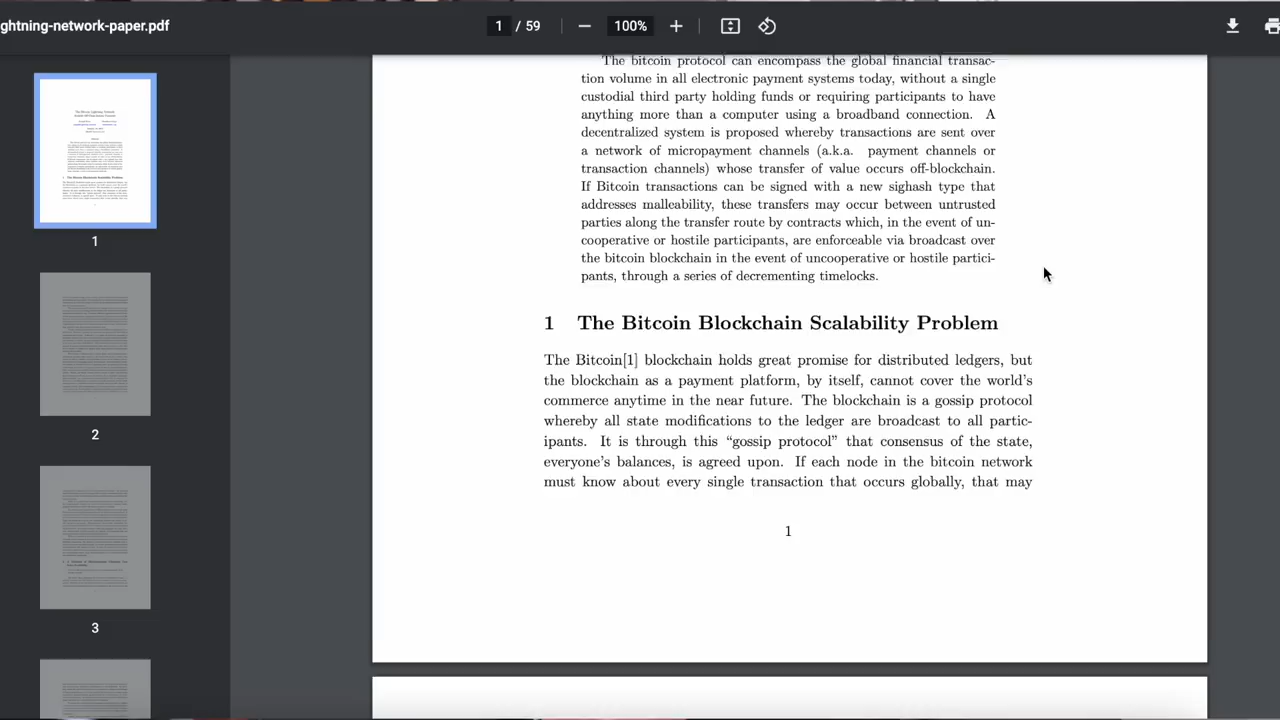 ghtning-network-paper.pdf
1 / 59
100%
The bitcoin protocol can encompass the global financial transac-
tion volume in all electronic payment systems today, without a single
custodial third party holding funds or requiring participants to have
anything more than a computer using a broadband connection. A
decentralized system is proposed whereby transactions are sent over
a network of micropayment channels (a.k.a. payment channels or
transaction channels) whose transfer of value occurs off-blockchain.
If Bitcoin transactions can be signed with a new sighash type that
addresses malleability, these transfers may occur between untrusted
parties along the transfer route by contracts which, in the event of un-
cooperative or hostile participants, are enforceable via broadcast over
the bitcoin blockchain in the event of uncooperative or hostile partici-
pants, through a series of decrementing timelocks.
1 The Bitcoin Blockchain Scalability Problem
The Bitcoin[1] blockchain holds great promise for distributed ledgers, but
the blockchain as a payment platform, by itself, cannot cover the world's
commerce anytime in the near future. The blockchain is a gossip protocol
whereby all state modifications to the ledger are broadcast to all partic-
ipants. It is through this "gossip protocol" that consensus of the state,
everyone's balances, is agreed upon. If each node in the bitcoin network
must know about every single transaction that occurs globally, that may
1
1
2
3